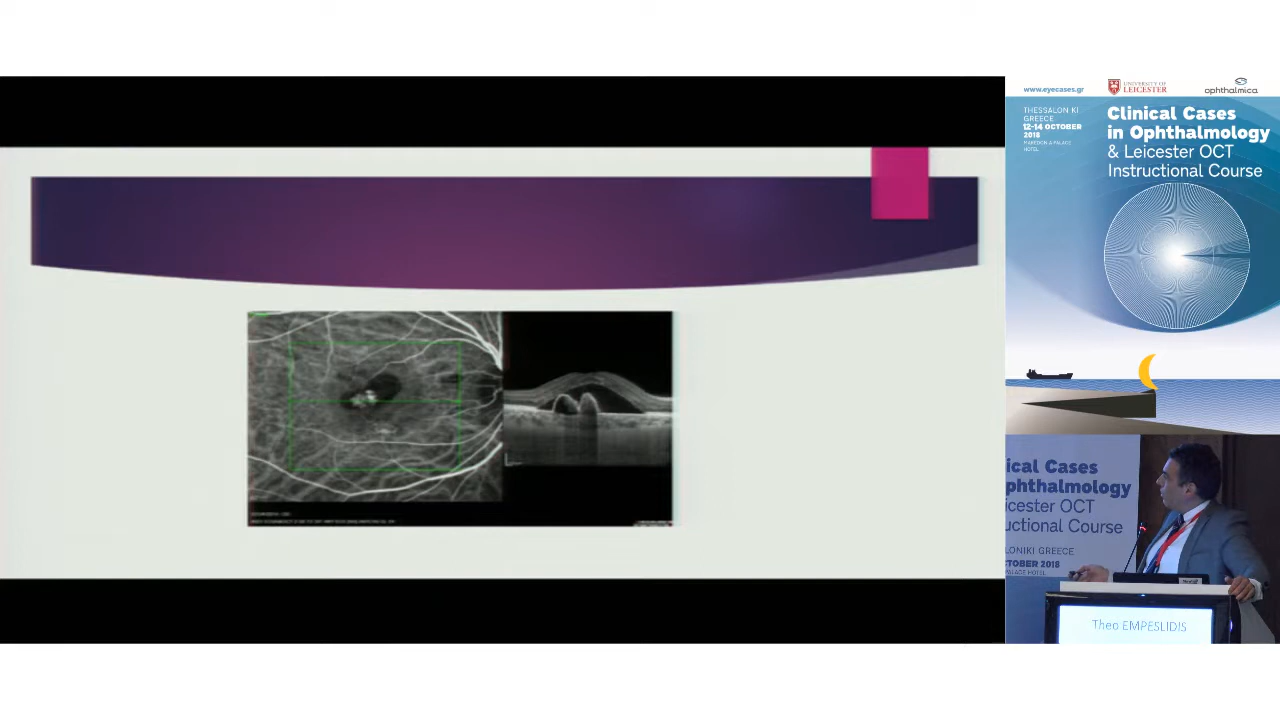 www.eyecases.gr
UNIVERSITY OF
LEICESTER
ophthalmica
THESSALONIKI
GREECE
12-14 OCTOBER
2018
MAKEDONIA PALACE
HOTEL
Clinical Cases
in Ophthalmology
& Leicester OCT
Instructional Course
ical Cases
phthalmology
icester OCT
uctional Course
LONIKI GREECE
CTOBER 2018
PALACE HOTEL
Theo EMPESLIDIS